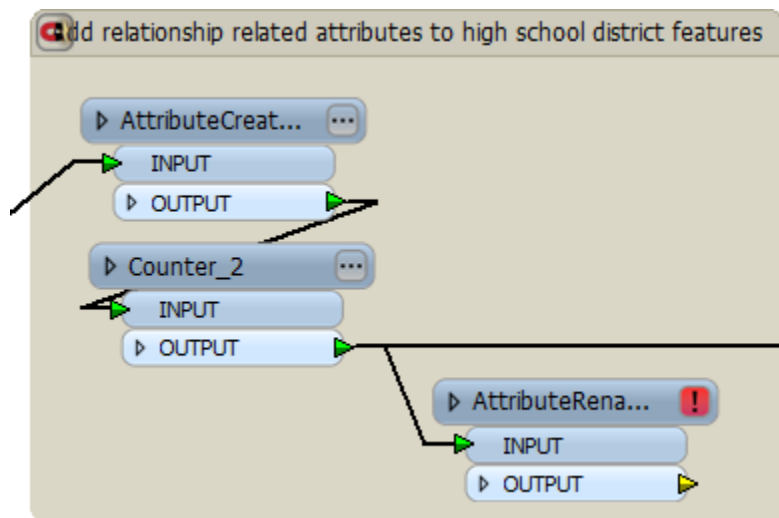 dd relationship related attributes to high school district features
AttributeCreat...
INPUT
OUTPUT
Counter_2
INPUT
OUTPUT
AttributeRena...
!
INPUT
OUTPUT